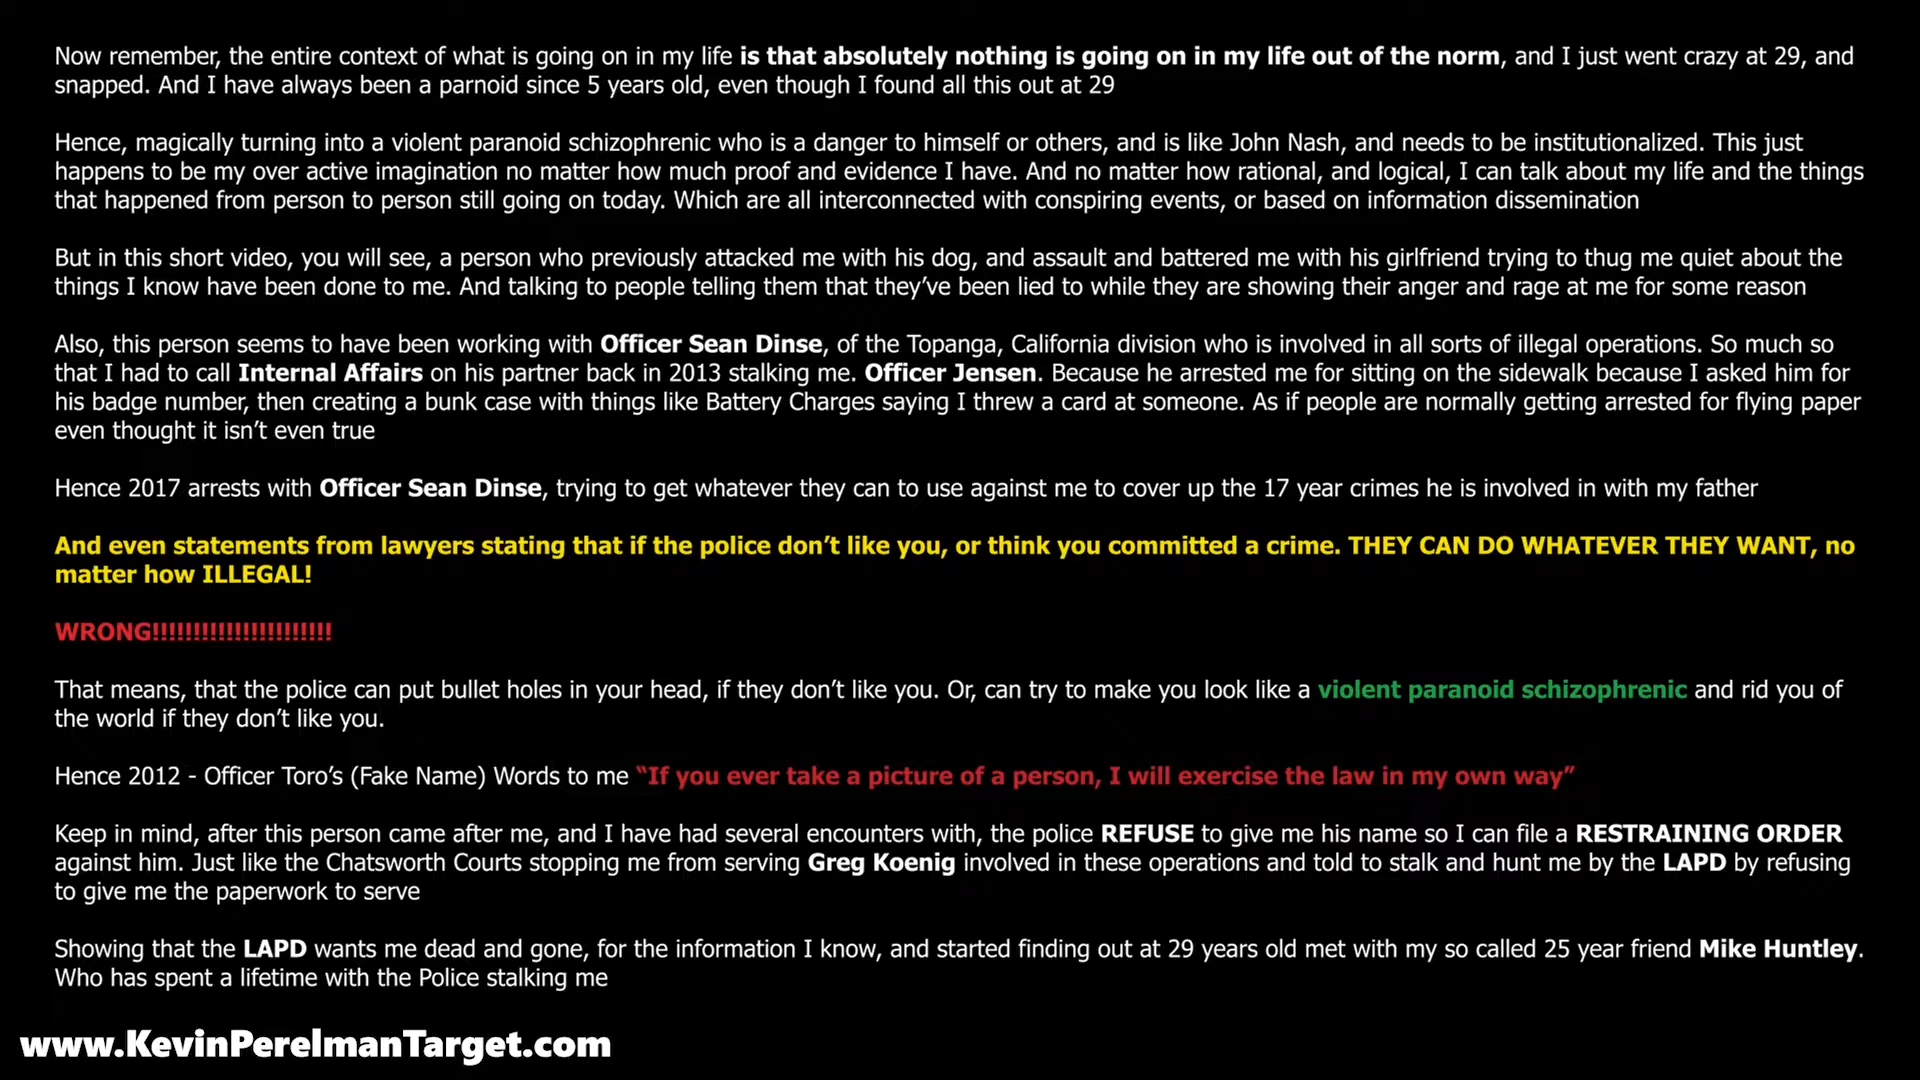 Now remember, the entire context of what is going on in my life is that absolutely nothing is going on in my life out of the norm, and I just went crazy at 29, and
snapped. And I have always been a parnoid since 5 years old, even though I found all this out at 29
Hence, magically turning into a violent paranoid schizophrenic who is a danger to himself or others, and is like John Nash, and needs to be institutionalized. This just
happens to be my over active imagination no matter how much proof and evidence I have. And no matter how rational, and logical, I can talk about my life and the things
that happened from person to person still going on today. Which are all interconnected with conspiring events, or based on information dissemination
But in this short video, you will see, a person who previously attacked me with his dog, and assault and battered me with his girlfriend trying to thug me quiet about the
things I know have been done to me. And talking to people telling them that they’ve been lied to while they are showing their anger and rage at me for some reason
Also, this person seems to have been working with Officer Sean Dinse, of the Topanga, California division who is involved in all sorts of illegal operations. So much so
that I had to call Internal Affairs on his partner back in 2013 stalking me. Officer Jensen. Because he arrested me for sitting on the sidewalk because I asked him for
his badge number, then creating a bunk case with things like Battery Charges saying I threw a card at someone. As if people are normally getting arrested for flying paper
even thought it isn’t even true
Hence 2017 arrests with Officer Sean Dinse, trying to get whatever they can to use against me to cover up the 17 year crimes he is involved in with my father
And even statements from lawyers stating that if the police don’t like you, or think you committed a crime. THEY CAN DO WHATEVER THEY WANT, no
matter how ILLEGAL!
WRONG!!!!!!!!!!!!!!!!!!!!!!
That means, that the police can put bullet holes in your head, if they don’t like you. Or, can try to make you look like a violent paranoid schizophrenic and rid you of
the world if they don’t like you.
Hence 2012 - Officer Toro’s (Fake Name) Words to me “If you ever take a picture of a person, I will exercise the law in my own way”
Keep in mind, after this person came after me, and I have had several encounters with, the police REFUSE to give me his name so I can file a RESTRAINING ORDER
against him. Just like the Chatsworth Courts stopping me from serving Greg Koenig involved in these operations and told to stalk and hunt me by the LAPD by refusing
to give me the paperwork to serve
Showing that the LAPD wants me dead and gone, for the information I know, and started finding out at 29 years old met with my so called 25 year friend Mike Huntley.
Who has spent a lifetime with the Police stalking me
www.KevinPerelmanTarget.com